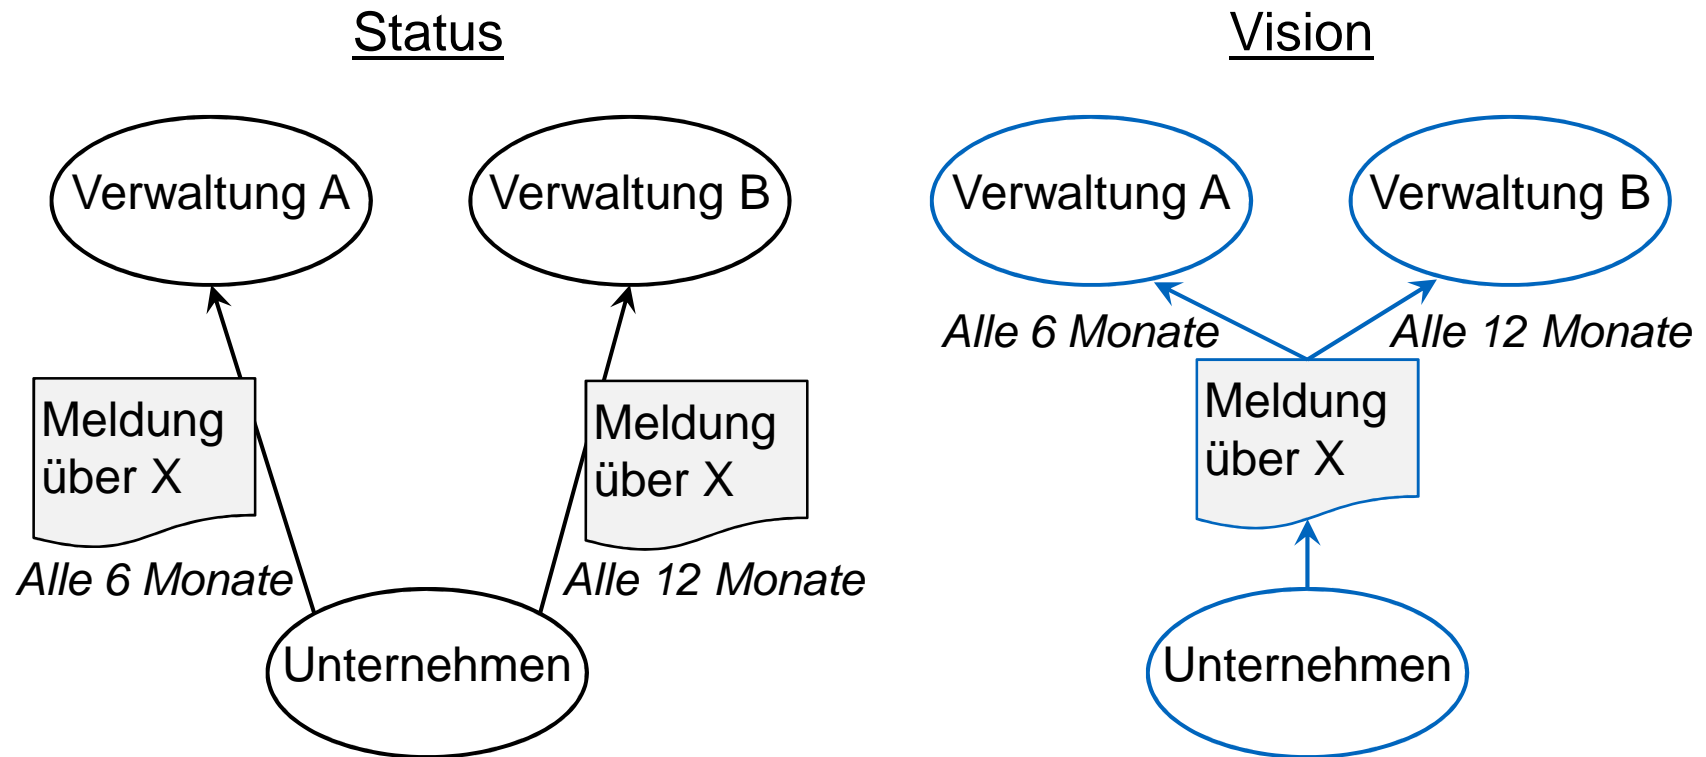 Status
Vision
Verwaltung A
Verwaltung B
Meldung
über X
Meldung
über X
Alle 6 Monate
Alle 12 Monate
Unternehmen
Verwaltung A
Verwaltung B
Alle 6 Monate
Alle 12 Monate
Meldung
über X
Unternehmen